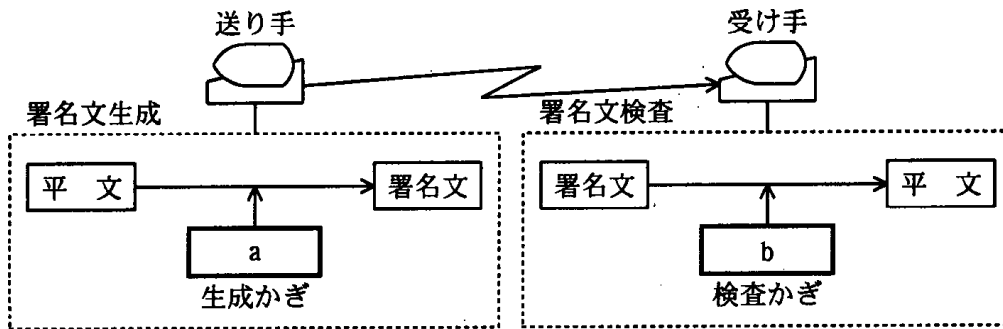 送り手
受け手
署名文生成
署名文検査
平　文
署名文
署名文
平　文
a
b
生成かぎ
検査かぎ